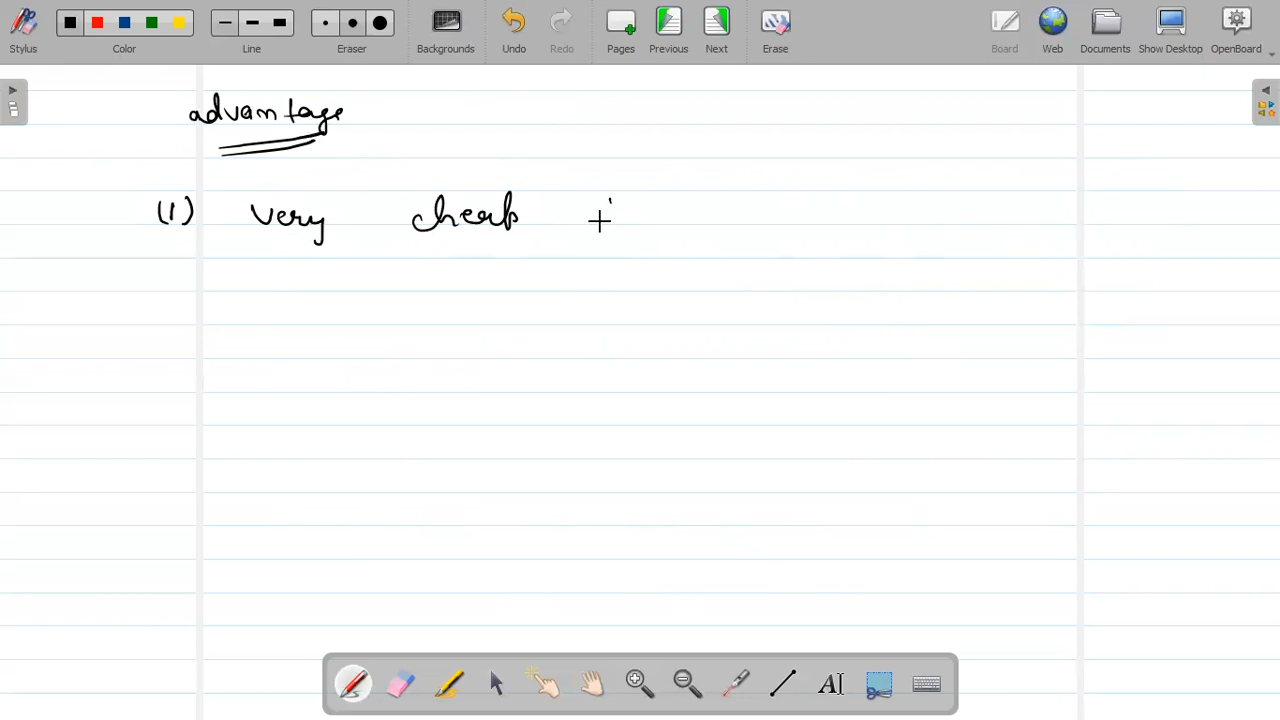 Stylus Color Line Eraser Backgrounds Undo Redo Pages Previous Next Erase Board Web Documents Show Desktop OpenBoard
advantage
(1) very cheap
AI